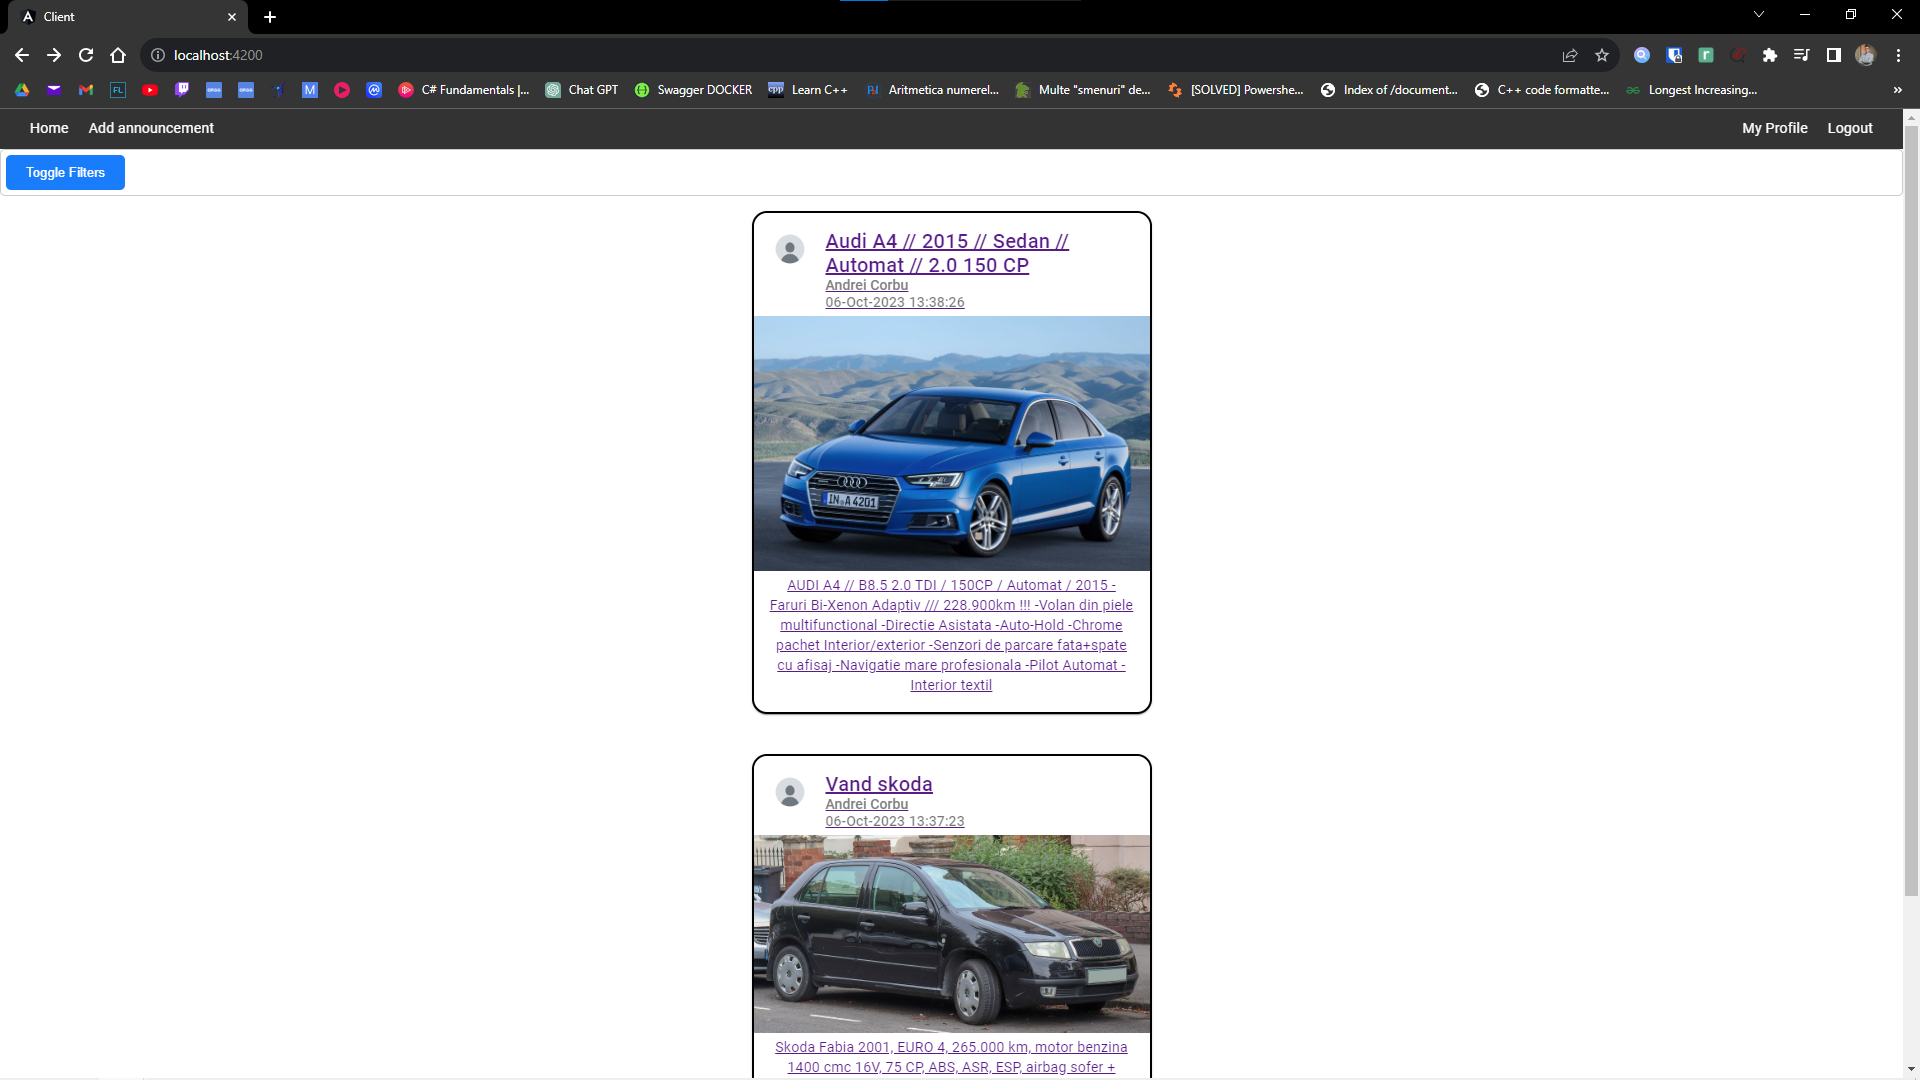 Client
localhost:4200
FL
M
C# Fundamentals |...
Chat GPT
Swagger DOCKER
cpp
Learn C++
Aritmetica numerel...
Multe "smenuri" de...
[SOLVED] Powershe...
Index of /document...
C++ code formatte...
Longest Increasing...
»
Home
Add announcement
My Profile
Logout
Toggle Filters
Audi A4 // 2015 // Sedan //
Automat // 2.0 150 CP
Andrei Corbu
06-Oct-2023 13:38:26
IN A 4201
AUDI A4 // B8.5 2.0 TDI / 150CP / Automat / 2015 -
Faruri Bi-Xenon Adaptiv /// 228.900km !!! -Volan din piele
multifunctional -Directie Asistata -Auto-Hold -Chrome
pachet Interior/exterior -Senzori de parcare fata+spate
cu afisaj -Navigatie mare profesionala -Pilot Automat -
Interior textil
Vand skoda
Andrei Corbu
06-Oct-2023 13:37:23
Skoda Fabia 2001, EURO 4, 265.000 km, motor benzina
1400 cmc 16V, 75 CP, ABS, ASR, ESP, airbag sofer +